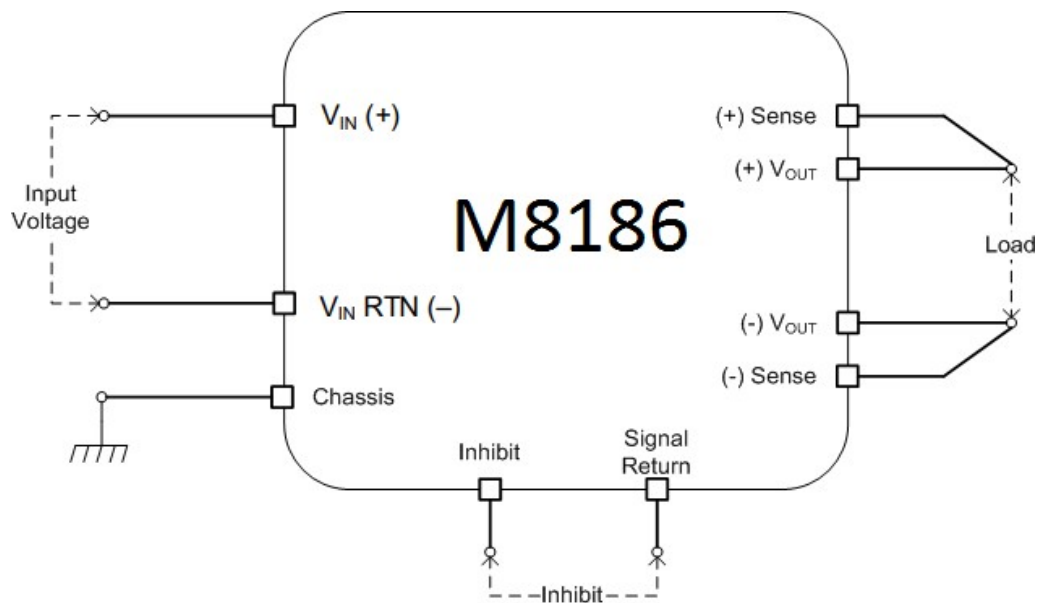 V_IN (+)
(+) Sense
(+) V_OUT
Input
Voltage
M8186
Load
V_IN RTN (–)
(-) V_OUT
(-) Sense
Chassis
Inhibit
Signal
Return
Inhibit